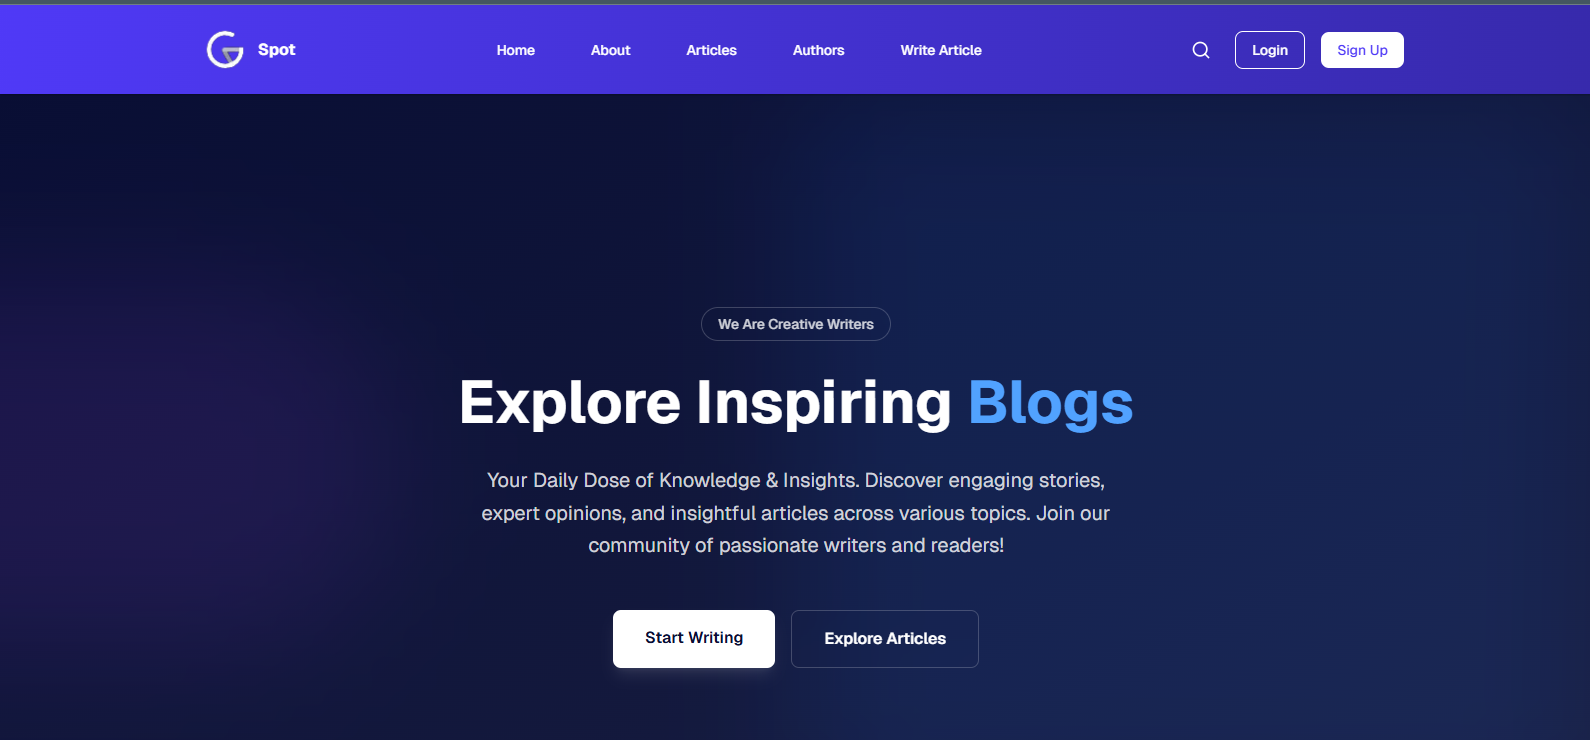 Spot
Home
About
Articles
Authors
Write Article
Login
Sign Up
We Are Creative Writers
Explore Inspiring Blogs
Your Daily Dose of Knowledge & Insights. Discover engaging stories,
expert opinions, and insightful articles across various topics. Join our
community of passionate writers and readers!
Start Writing
Explore Articles